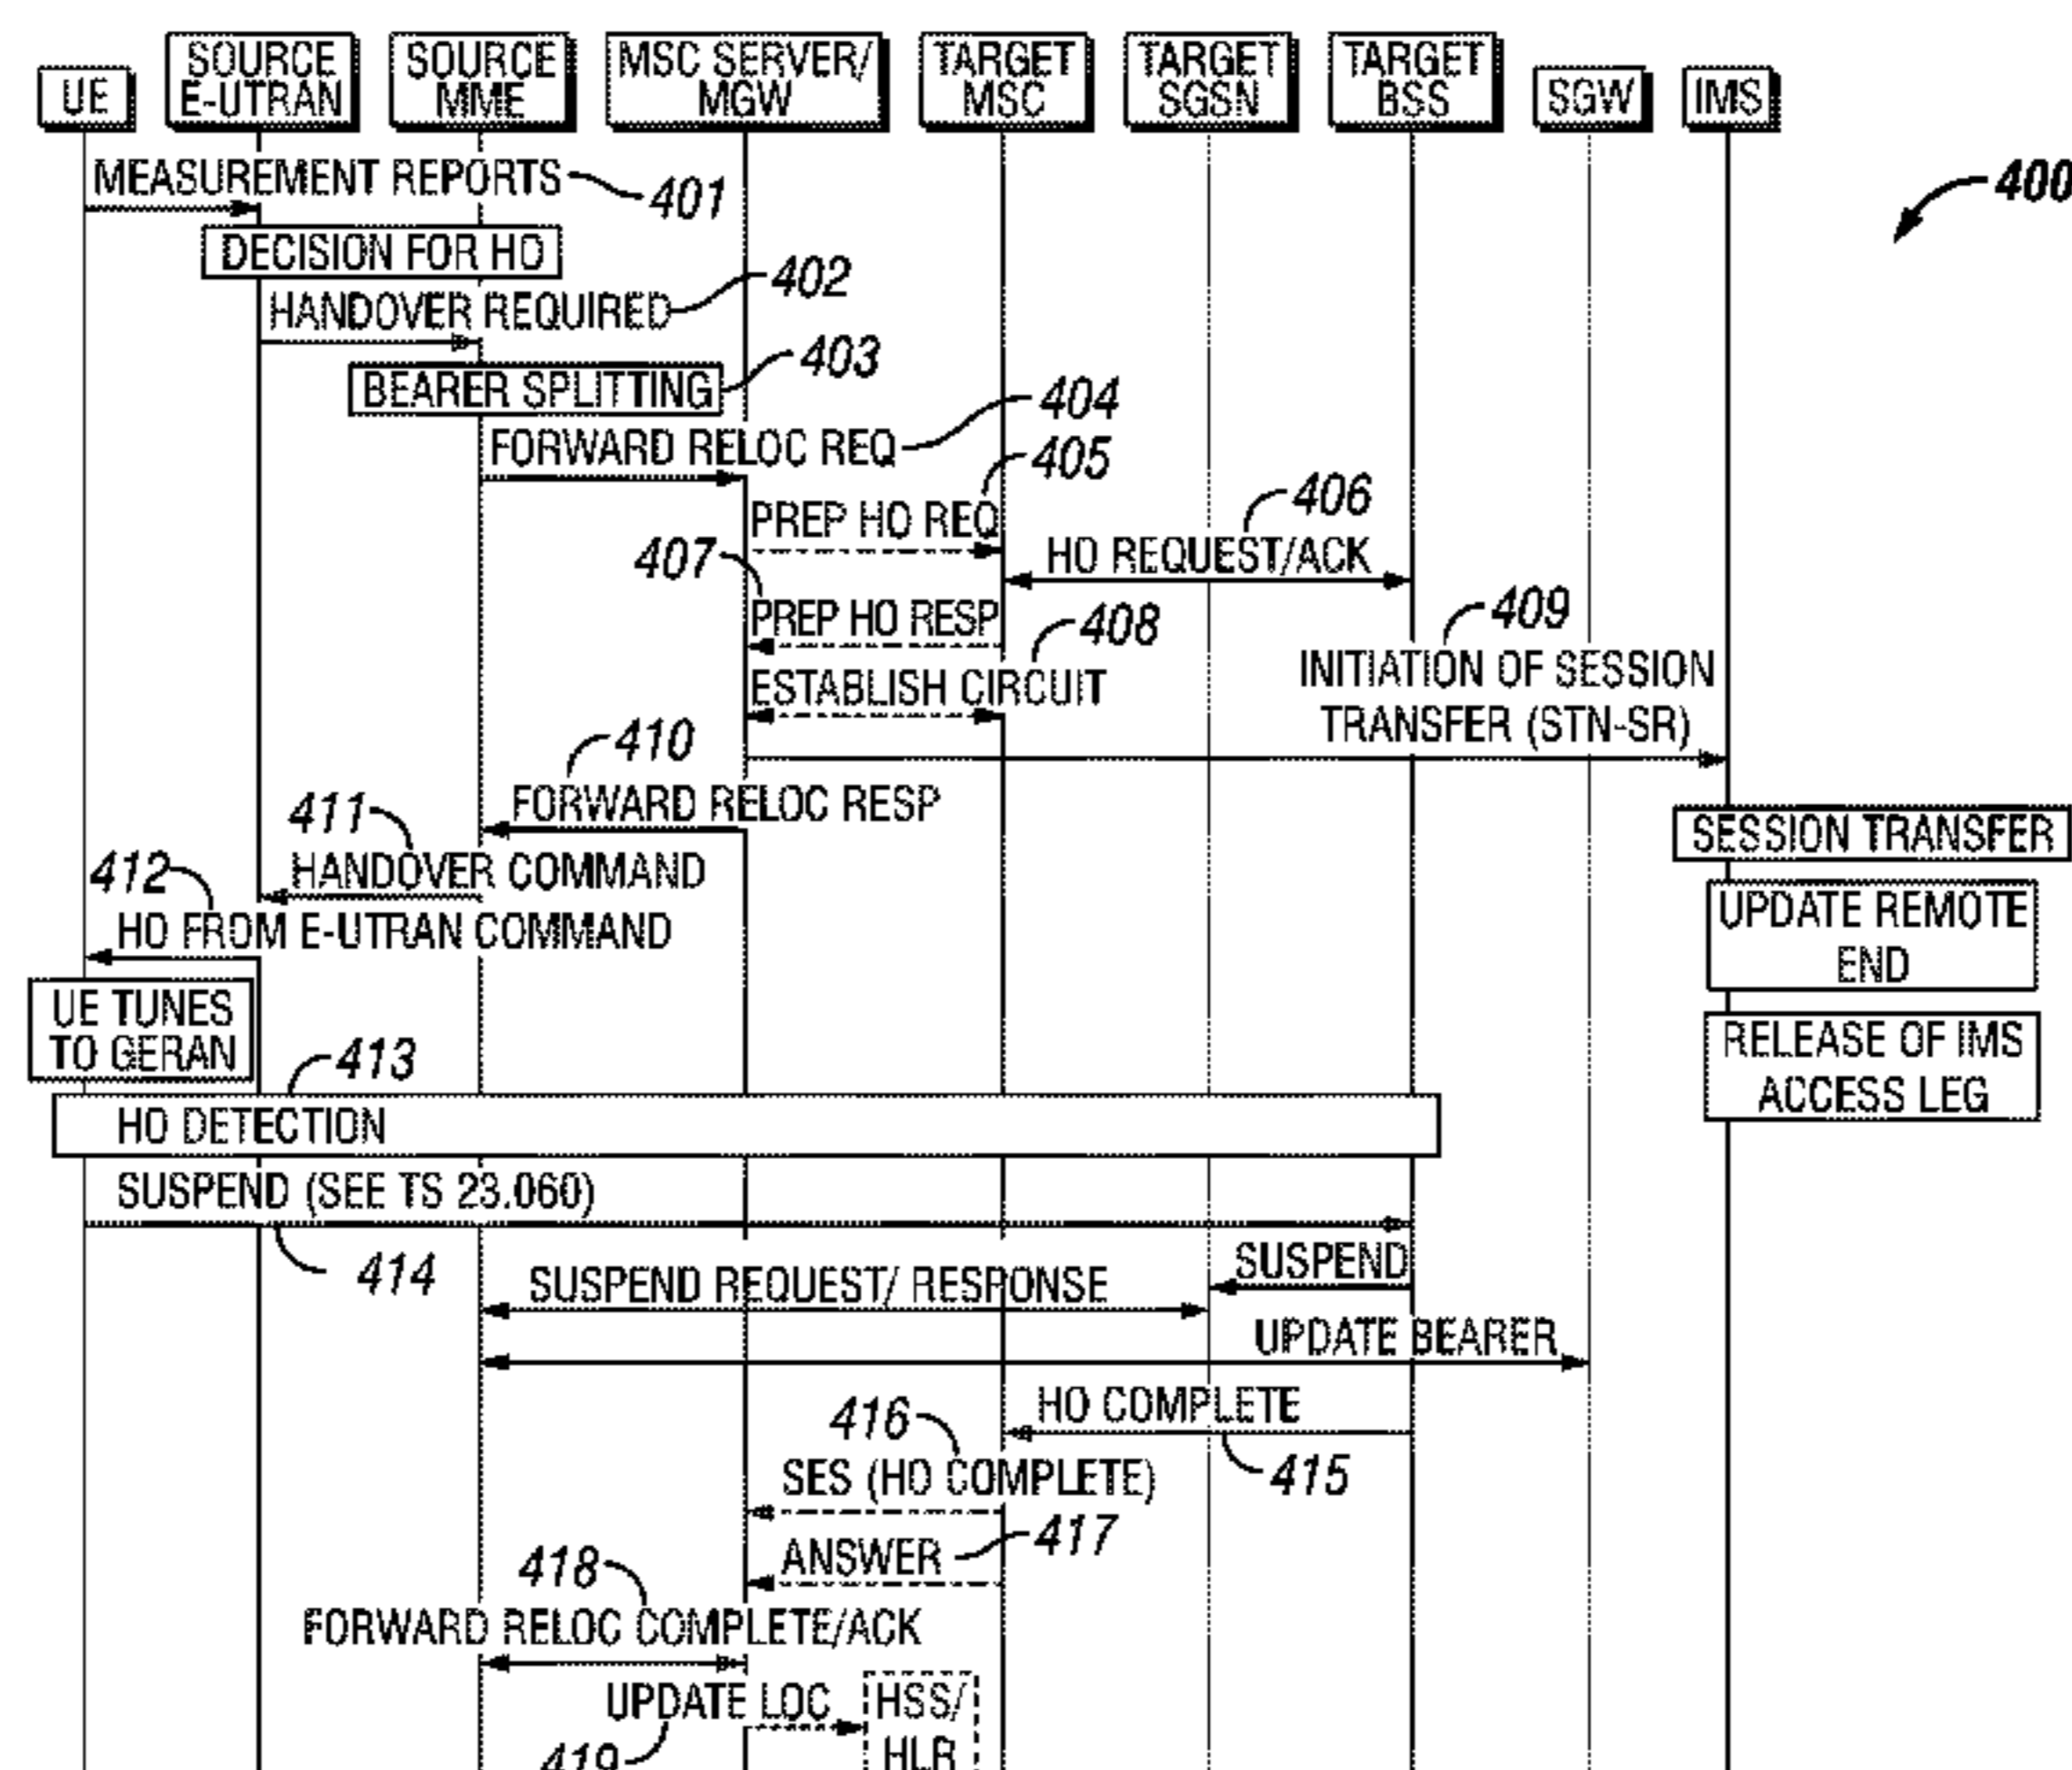 UE
SOURCE
E-UTRAN
SOURCE
MME
MSC SERVER/
MGW
TARGET
MSC
TARGET
SGSN
TARGET
BSS
SGW
IMS
400
MEASUREMENT REPORTS
401
DECISION FOR HO
402
HANDOVER REQUIRED
403
BEARER SPLITTING
404
FORWARD RELOC REQ
405
PREP HO REQ
406
HO REQUEST/ACK
407
PREP HO RESP
408
ESTABLISH CIRCUIT
409
INITIATION OF SESSION
TRANSFER (STN-SR)
410
FORWARD RELOC RESP
SESSION TRANSFER
411
HANDOVER COMMAND
412
HO FROM E-UTRAN COMMAND
UPDATE REMOTE
END
UE TUNES
TO GERAN
RELEASE OF IMS
ACCESS LEG
413
HO DETECTION
SUSPEND (SEE TS 23.060)
414
SUSPEND
SUSPEND REQUEST/ RESPONSE
UPDATE BEARER
HO COMPLETE
415
416
SES (HO COMPLETE)
417
ANSWER
418
FORWARD RELOC COMPLETE/ACK
UPDATE LOC
HSS/
HLR
419